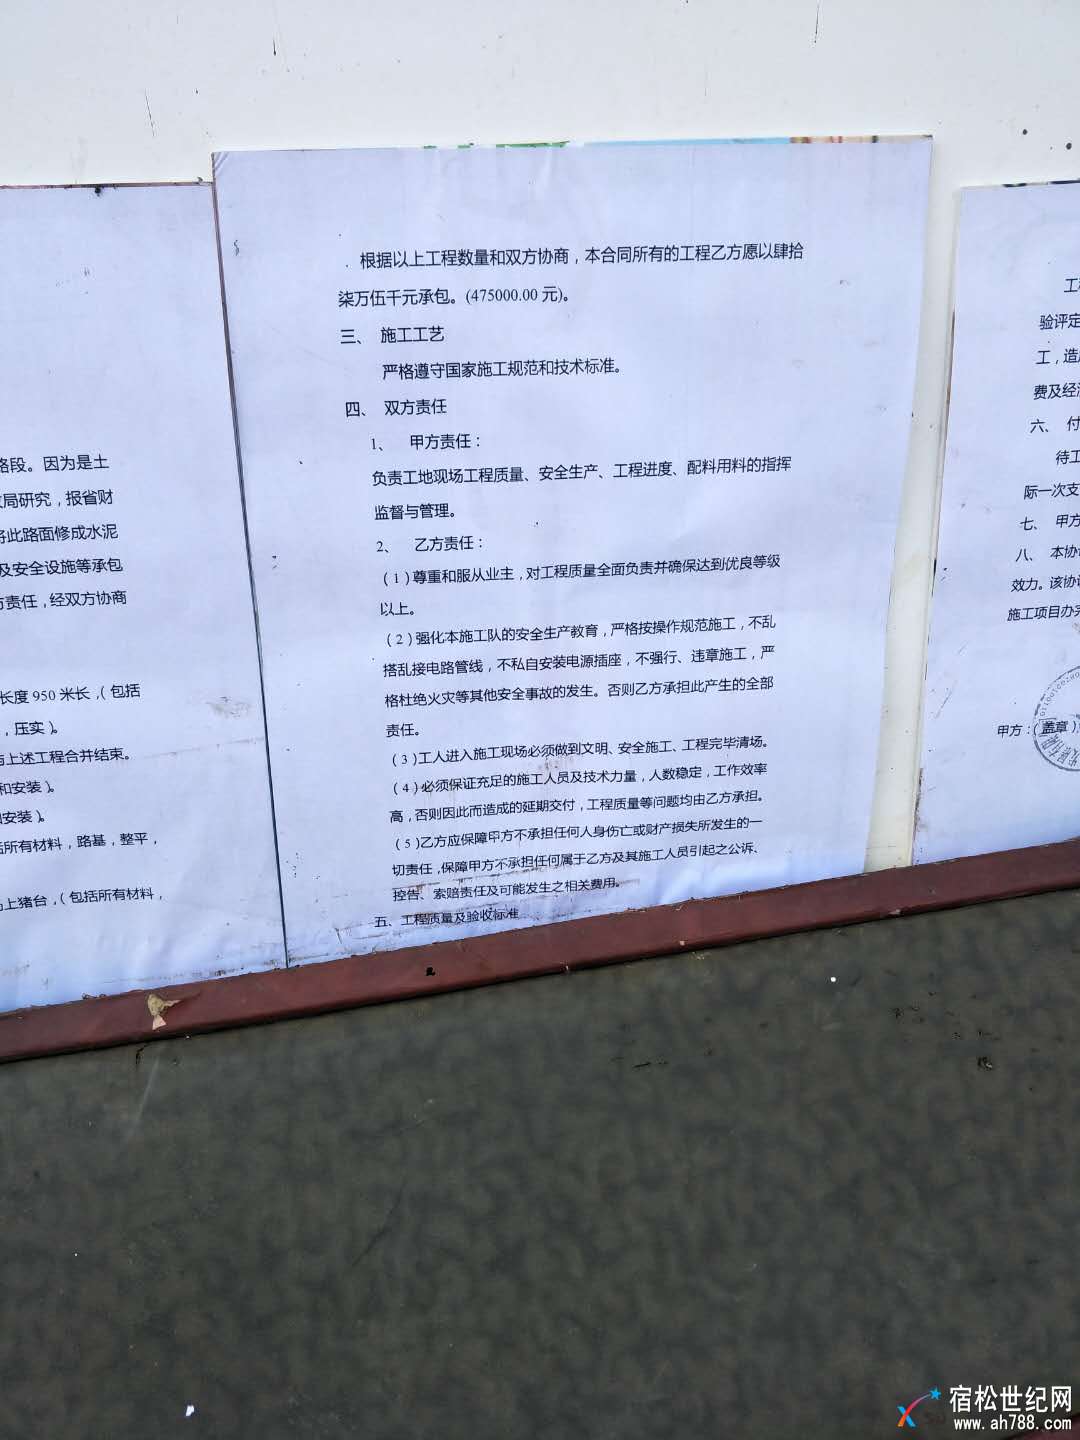 路段。因为是土
局研究，报省财
将此路面修成水泥
及安全设施等承包
方责任，经双方协商
长度 950 米长，（包括
，压实）。
与上述工程合并结束。
和安装）。
安装）。
括所有材料，路基，整平，
上猪台，（包括所有材料，
根据以上工程数量和双方协商，本合同所有的工程乙方愿以肆拾
柒万伍千元承包。(475000.00 元)。
三、 施工工艺
严格遵守国家施工规范和技术标准。
四、 双方责任
1、 甲方责任：
负责工地现场工程质量、安全生产、工程进度、配料用料的指挥
监督与管理。
2、 乙方责任：
（1）尊重和服从业主，对工程质量全面负责并确保达到优良等级
以上。
（2）强化本施工队的安全生产教育，严格按操作规范施工，不乱
搭乱接电路管线，不私自安装电源插座，不强行、违章施工，严
格杜绝火灾等其他安全事故的发生。否则乙方承担此产生的全部
责任。
（3）工人进入施工现场必须做到文明、安全施工、工程完毕清场。
（4）必须保证充足的施工人员及技术力量，人数稳定，工作效率
高，否则因此而造成的延期交付，工程质量等问题均由乙方承担。
（5）乙方应保障甲方不承担任何人身伤亡或财产损失所发生的一
切责任，保障甲方不承担任何属于乙方及其施工人员引起之公诉、
控告、索赔责任及可能发生之相关费用。
五、工程质量及验收标准
工程
验评定
工，造成
费及经济
六、 付
待工
际一次支
七、 甲方
八、 本协
效力。该协议
施工项目办
甲方：（盖章）
宿松世纪网
www.ah788.com